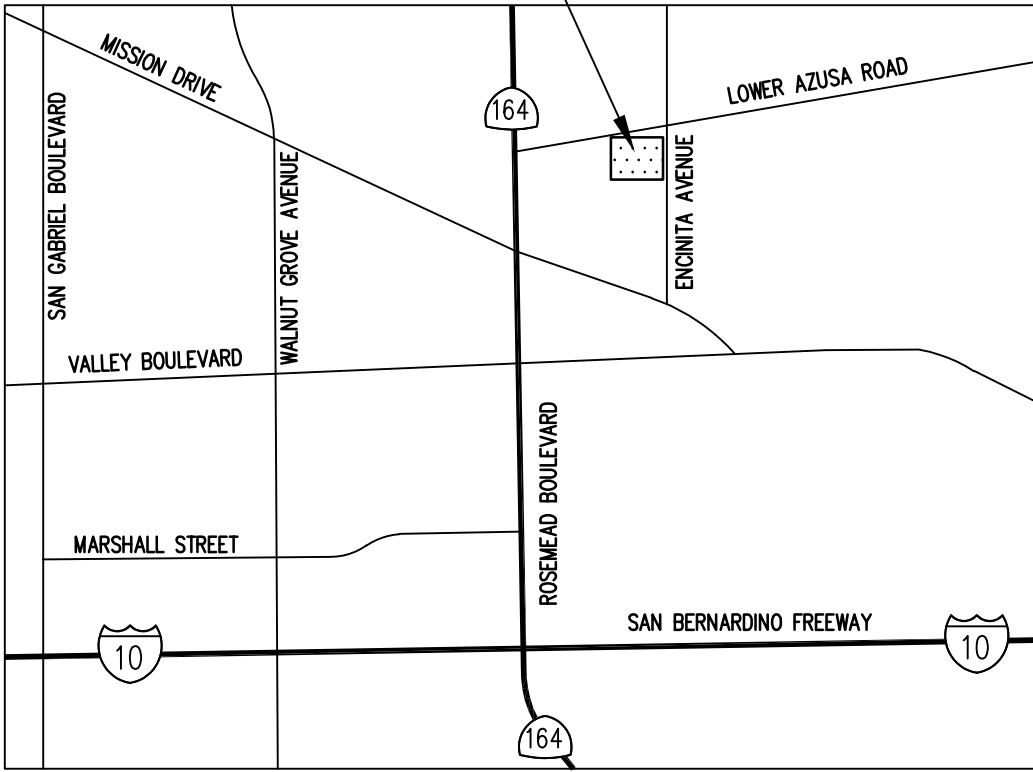 MISSION DRIVE
LOWER AZUSA ROAD
164
SAN GABRIEL BOULEVARD
WALNUT GROVE AVENUE
ENCINITA AVENUE
VALLEY BOULEVARD
ROSEMEAD BOULEVARD
MARSHALL STREET
SAN BERNARDINO FREEWAY
10
10
164